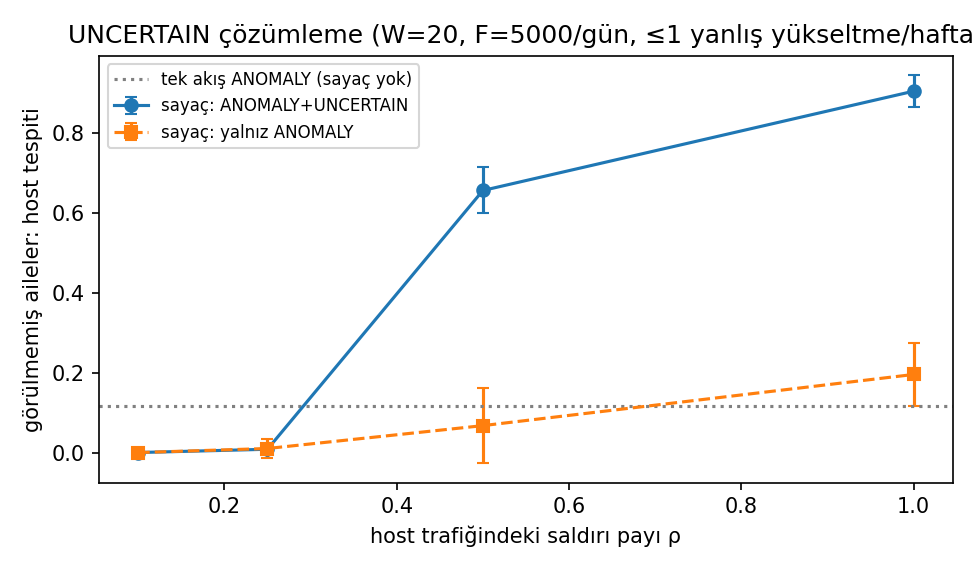 UNCERTAIN çözümleme (W=20, F=5000/gün, ≤1 yanlış yükseltme/hafta
tek akış ANOMALY (sayaç yok)
sayaç: ANOMALY+UNCERTAIN
sayaç: yalnız ANOMALY
görülmemiş aileler: host tespiti
0.8
0.6
0.4
0.2
0.0
0.2
0.4
0.6
0.8
1.0
host trafiğindeki saldırı payı ρ